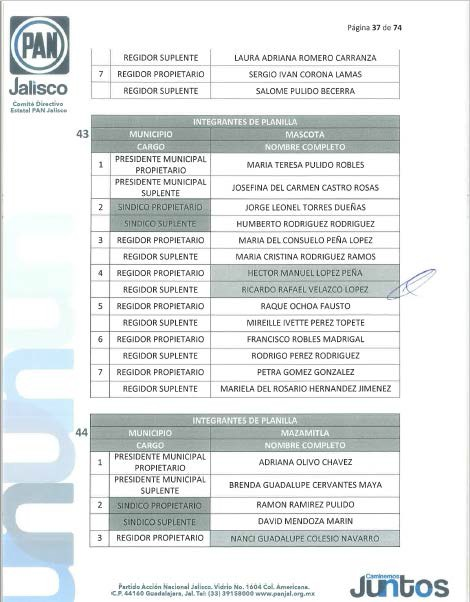 PAN
Jalisco
Comité Directivo
Estatal PAN Jalisco
Página 37 de 74
REGIDOR SUPLENTE LAURA ADRIANA ROMERO CARRANZA
7 REGIDOR PROPIETARIO SERGIO IVAN CORONA LAMAS
REGIDOR SUPLENTE SALOME PULIDO BECERRA
43
INTEGRANTES DE PLANILLA
MUNICIPIO MASCOTA
CARGO NOMBRE COMPLETO
1 PRESIDENTE MUNICIPAL PROPIETARIO MARIA TERESA PULIDO ROBLES
PRESIDENTE MUNICIPAL SUPLENTE JOSEFINA DEL CARMEN CASTRO ROSAS
2 SINDICO PROPIETARIO JORGE LEONEL TORRES DUEÑAS
SINDICO SUPLENTE HUMBERTO RODRIGUEZ RODRIGUEZ
3 REGIDOR PROPIETARIO MARIA DEL CONSUELO PEÑA LOPEZ
REGIDOR SUPLENTE MARIA CRISTINA RODRIGUEZ RAMOS
4 REGIDOR PROPIETARIO HECTOR MANUEL LOPEZ PEÑA
REGIDOR SUPLENTE RICARDO RAFAEL VELAZCO LOPEZ
5 REGIDOR PROPIETARIO RAQUE OCHOA FAUSTO
REGIDOR SUPLENTE MIREILLE IVETTE PEREZ TOPETE
6 REGIDOR PROPIETARIO FRANCISCO ROBLES MADRIGAL
REGIDOR SUPLENTE RODRIGO PEREZ RODRIGUEZ
7 REGIDOR PROPIETARIO PETRA GOMEZ GONZALEZ
REGIDOR SUPLENTE MARIELA DEL ROSARIO HERNANDEZ JIMENEZ
44
INTEGRANTES DE PLANILLA
MUNICIPIO MAZAMITLA
CARGO NOMBRE COMPLETO
1 PRESIDENTE MUNICIPAL PROPIETARIO ADRIANA OLIVO CHAVEZ
PRESIDENTE MUNICIPAL SUPLENTE BRENDA GUADALUPE CERVANTES MAYA
2 SINDICO PROPIETARIO RAMON RAMIREZ PULIDO
SINDICO SUPLENTE DAVID MENDOZA MARIN
3 REGIDOR PROPIETARIO NANCI GUADALUPE COLESIO NAVARRO
Partido Acción Nacional Jalisco. Vidrio No. 1604 Col. Americana.
C.P. 44160 Guadalajara, Jal. Tel: (33) 39158000 www.panjal.org.mx
Caminemos
Juntos